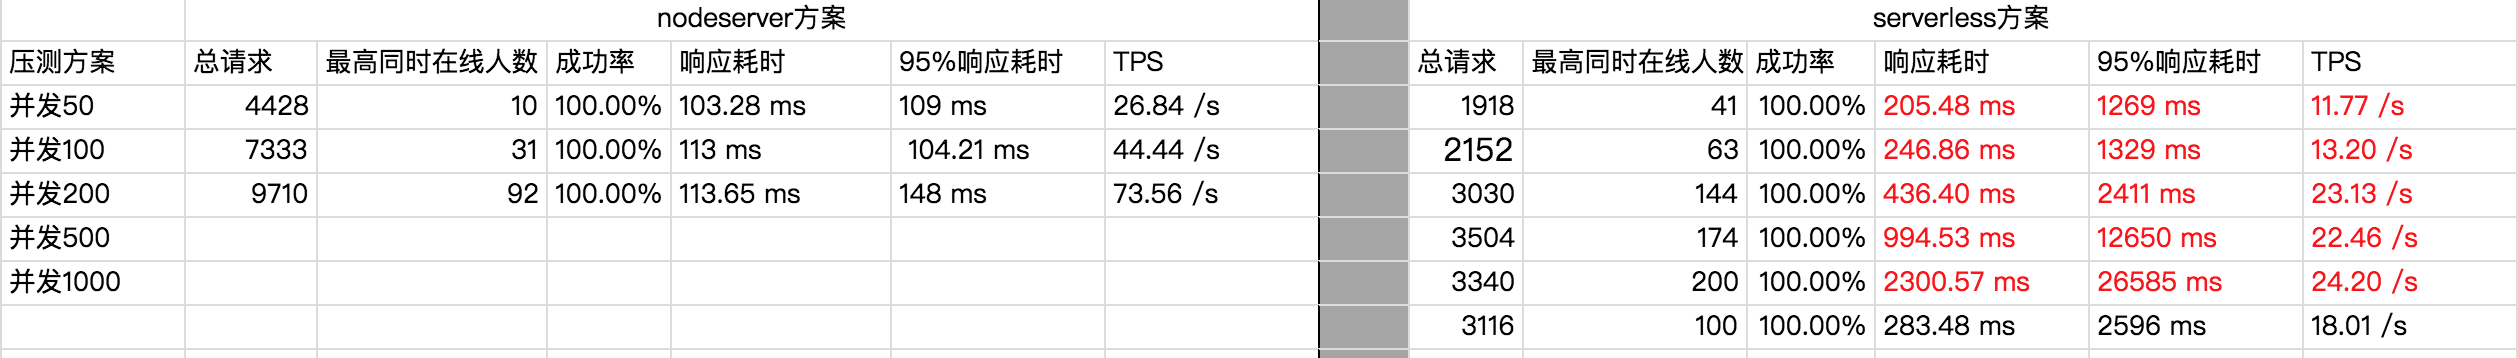 nodeserver方案 serverless方案
压测方案 总请求 最高同时在线人数 成功率 响应耗时 95%响应耗时 TPS 总请求 最高同时在线人数 成功率 响应耗时 95%响应耗时 TPS
并发50 4428 10 100.00% 103.28 ms 109 ms 26.84 /s 1918 41 100.00% 205.48 ms 1269 ms 11.77 /s
并发100 7333 31 100.00% 113 ms 104.21 ms 44.44 /s 2152 63 100.00% 246.86 ms 1329 ms 13.20 /s
并发200 9710 92 100.00% 113.65 ms 148 ms 73.56 /s 3030 144 100.00% 436.40 ms 2411 ms 23.13 /s
并发500 3504 174 100.00% 994.53 ms 12650 ms 22.46 /s
并发1000 3340 200 100.00% 2300.57 ms 26585 ms 24.20 /s
3116 100 100.00% 283.48 ms 2596 ms 18.01 /s